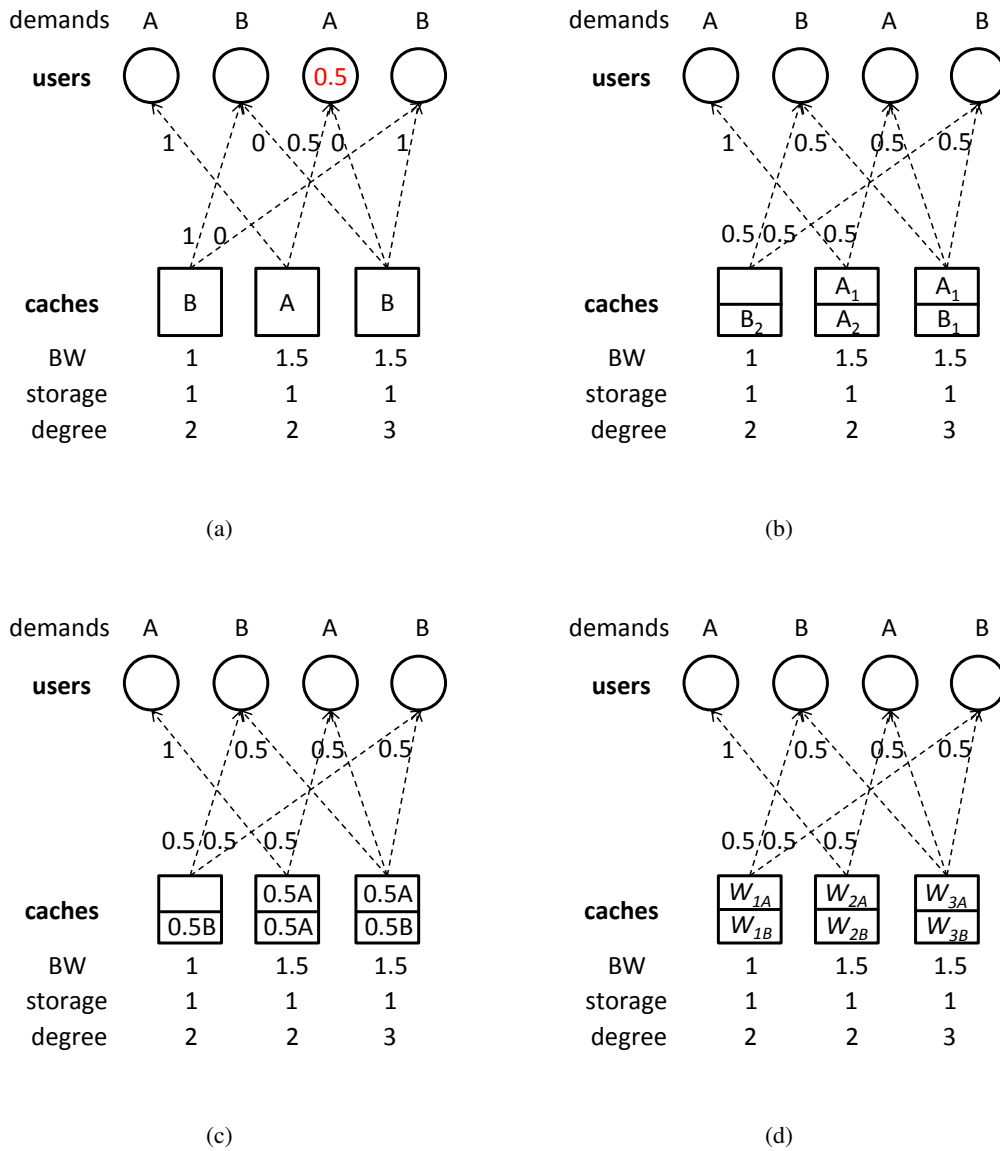 demands A B A B
users 0.5
1 0 0.5 0 1
1 0
caches B A B
BW 1 1.5 1.5
storage 1 1 1
degree 2 2 3
(a)
demands A B A B
users
1 0.5 0.5 0.5
0.5 0.5 0.5
A1 A1
caches
B2 A2 B1
BW 1 1.5 1.5
storage 1 1 1
degree 2 2 3
(b)
demands A B A B
users
1 0.5 0.5 0.5
0.5 0.5 0.5
0.5A 0.5A
caches
0.5B 0.5A 0.5B
BW 1 1.5 1.5
storage 1 1 1
degree 2 2 3
(c)
demands A B A B
users
1 0.5 0.5 0.5
0.5 0.5 0.5
W1A W2A W3A
caches
W1B W2B W3B
BW 1 1.5 1.5
storage 1 1 1
degree 2 2 3
(d)